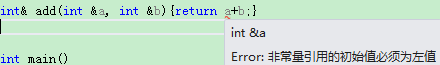 int& add(int &a, int &b){return a+b;}
int &a
Error: 非常量引用的初始值必须为左值
int main()